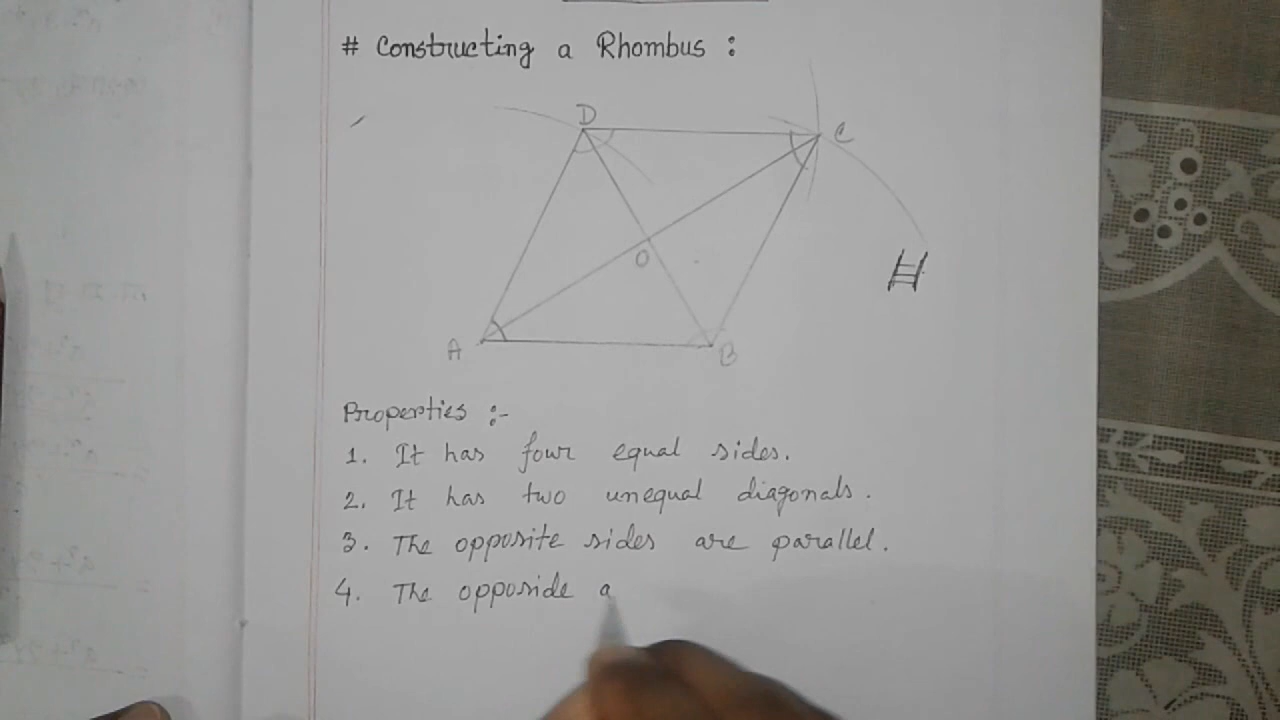 # Constructing a Rhombus :
D
C
O
A
B
Properties :-
1. It has four equal sides.
2. It has two unequal diagonals.
3. The opposite sides are parallel.
4. The opposide a